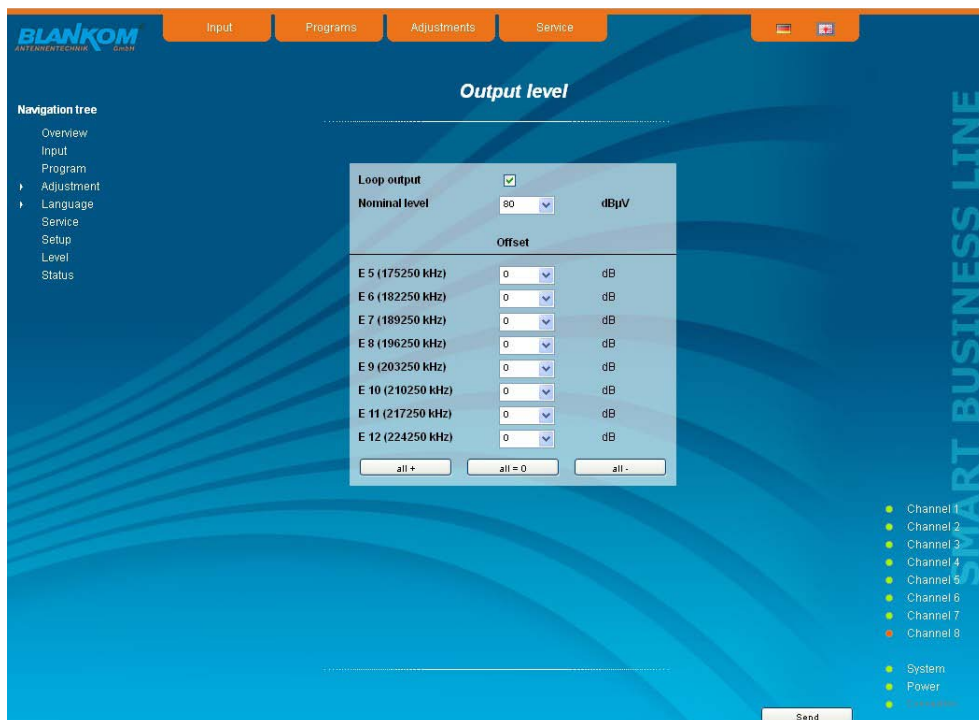 BLANKOM
ANTENNENTECHNIK GmbH
Input
Programs
Adjustments
Service
Output level
Navigation tree
Overview
Input
Program
Adjustment
Language
Service
Setup
Level
Status
Loop output
Nominal level 80 dBµV
Offset
E 5 (175250 kHz) 0 dB
E 6 (182250 kHz) 0 dB
E 7 (189250 kHz) 0 dB
E 8 (196250 kHz) 0 dB
E 9 (203250 kHz) 0 dB
E 10 (210250 kHz) 0 dB
E 11 (217250 kHz) 0 dB
E 12 (224250 kHz) 0 dB
all + all = 0 all -
SMART BUSINESS LINE
Channel 1
Channel 2
Channel 3
Channel 4
Channel 5
Channel 6
Channel 7
Channel 8
System
Power
Send